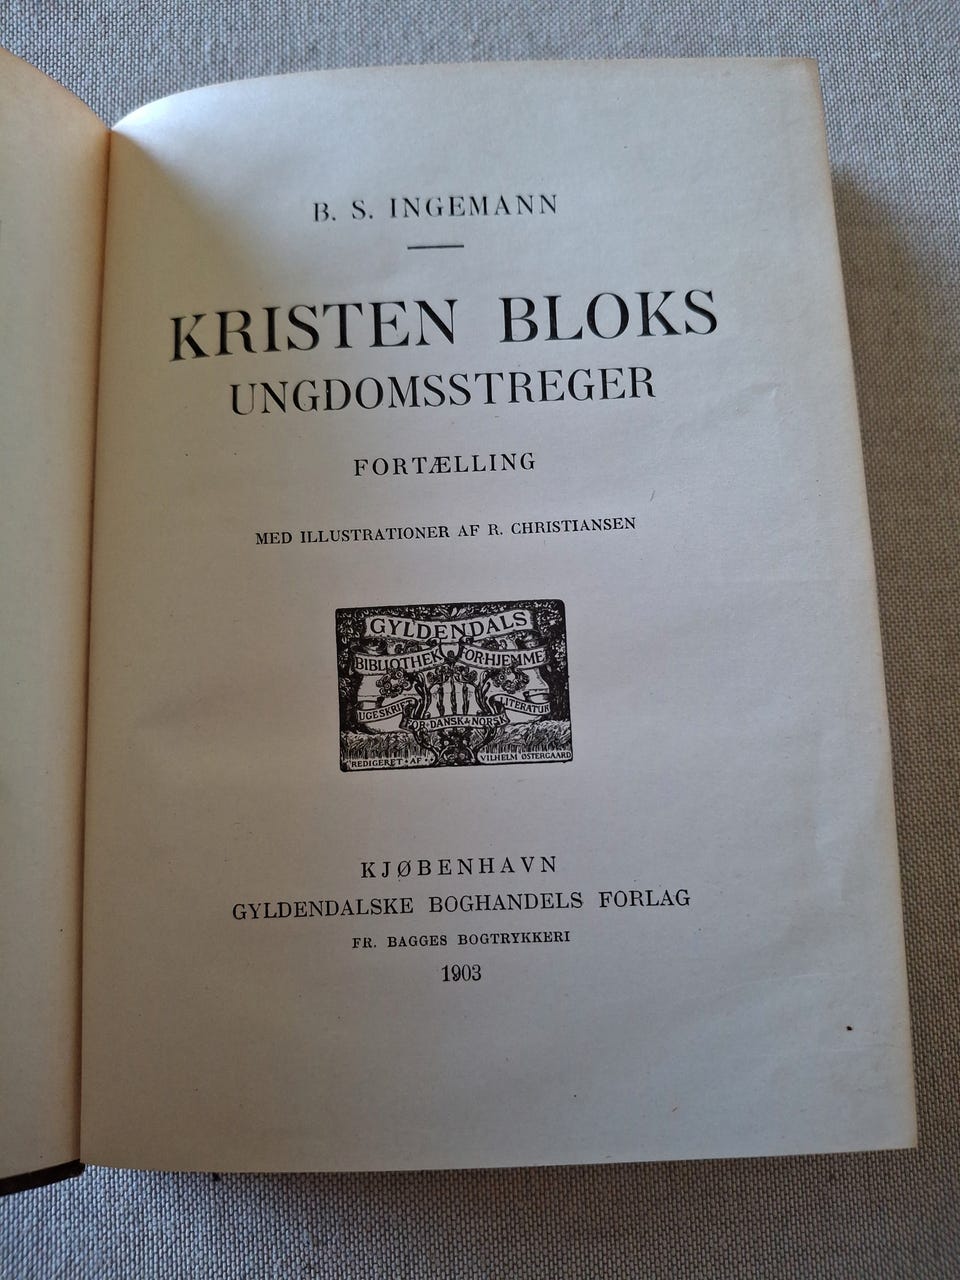 B. S. INGEMANN
KRISTEN BLOKS
UNGDOMSSTREGER
FORTÆLLING
MED ILLUSTRATIONER AF R. CHRISTIANSEN
GYLDENDALS
BIBLIOTHEK FOR HJEMMET
UGESKRIFT
LITERATUR
FOR·DANSK & NORSK
REDIGERET·AF·
VILHELM ØSTERGAARD
KJØBENHAVN
GYLDENDALSKE BOGHANDELS FORLAG
FR. BAGGES BOGTRYKKERI
1903